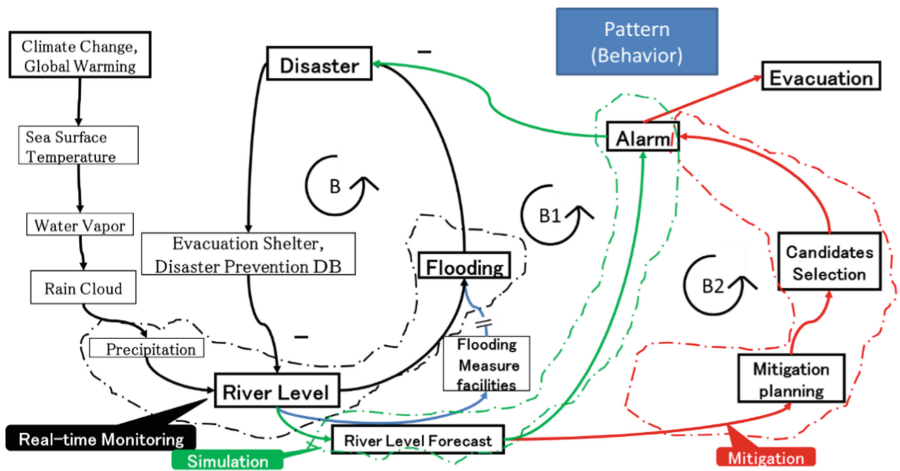 Climate Change,
Global Warming
Sea Surface
Temperature
Water Vapor
Rain Cloud
Precipitation
Disaster
–
B
Evacuation Shelter,
Disaster Prevention DB
–
River Level
Flooding
Flooding
Measure
facilities
River Level Forecast
Real-time Monitoring
Simulation
Pattern
(Behavior)
Evacuation
Alarm
B1
B2
Candidates
Selection
Mitigation
planning
Mitigation